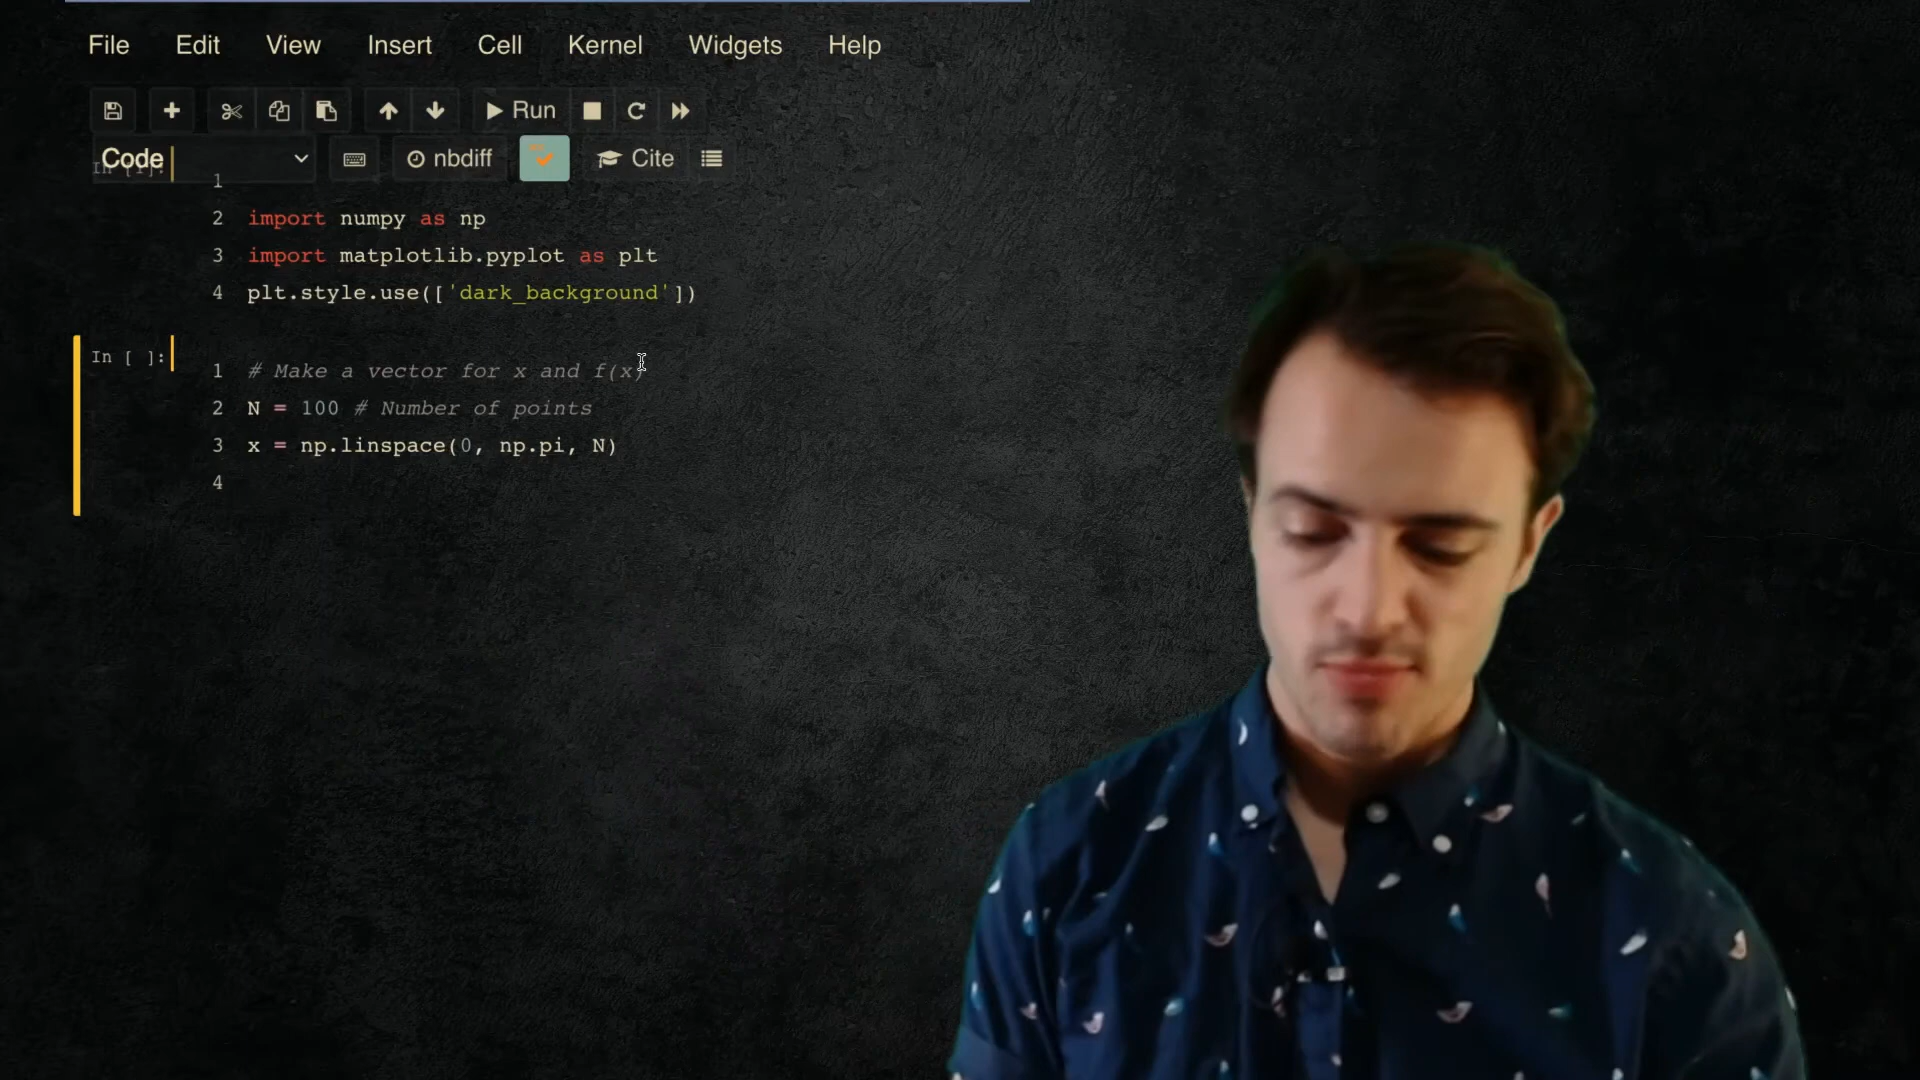 File Edit View Insert Cell Kernel Widgets Help
Run
Code nbdiff Cite
1
2 import numpy as np
3 import matplotlib.pyplot as plt
4 plt.style.use(['dark_background'])
In [ ]:
1 # Make a vector for x and f(x)
2 N = 100 # Number of points
3 x = np.linspace(0, np.pi, N)
4